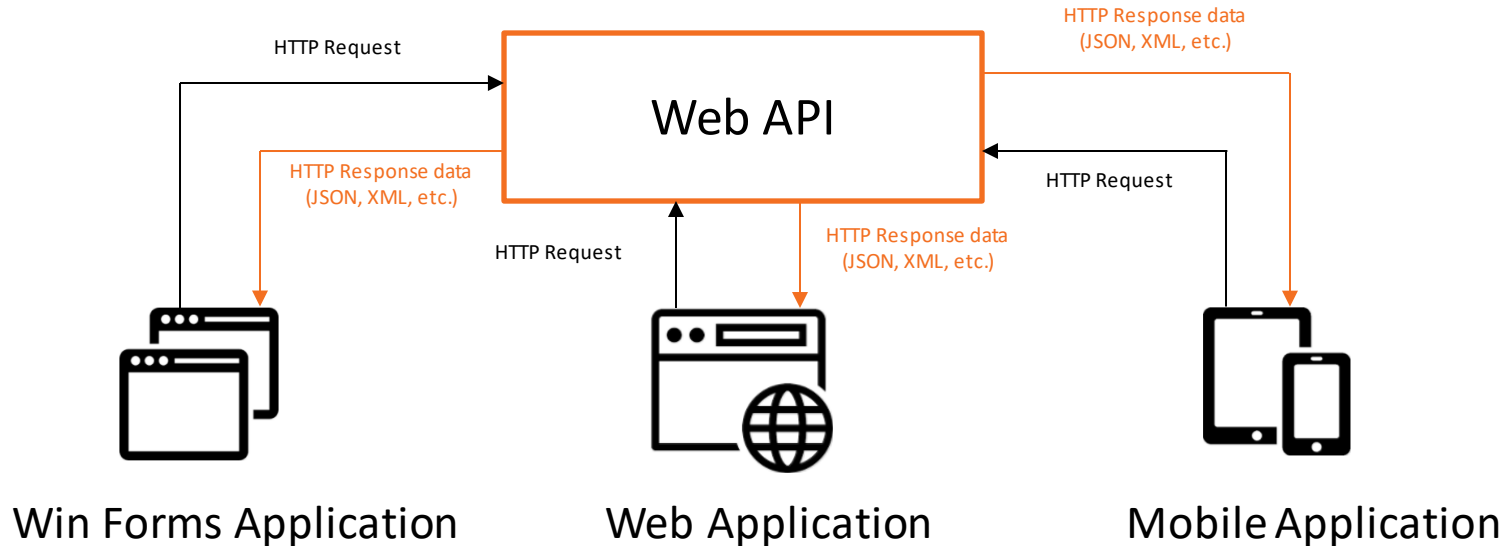 HTTP Response data
(JSON, XML, etc.)
HTTP Request
Web API
HTTP Response data
(JSON, XML, etc.)
HTTP Request
HTTP Request
HTTP Response data
(JSON, XML, etc.)
Win Forms Application
Web Application
Mobile Application